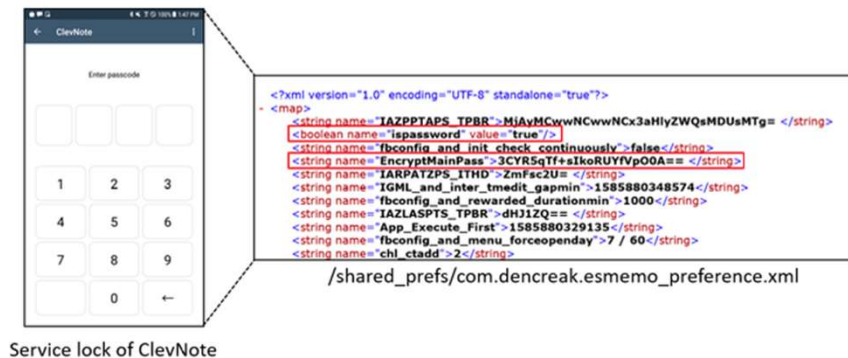 1:47 PM
ClevNote
Enter passcode
1 2 3
4 5 6
7 8 9
0 ←
Service lock of ClevNote
<?xml version="1.0" encoding="UTF-8" standalone="true"?>
- <map>
<string name="IAZPPTAPS_TPBR">MjAyMCwwNCwwNCx3aHlyZWQsMDUsMTg= </string>
<boolean name="ispassword" value="true"/>
<string name="fbconfig_and_init_check_continuously">false</string>
<string name="EncryptMainPass">3CYR5qTf+sIkoRUYfVpO0A== </string>
<string name="IARPATZPS_ITHD">ZmFsc2U= </string>
<string name="IGML_and_inter_tmedit_gapmin">1585880348574</string>
<string name="fbconfig_and_rewarded_durationmin">1000</string>
<string name="IAZLASPTS_TPBR">dHJ1ZQ== </string>
<string name="App_Execute_First">1585880329135</string>
<string name="fbconfig_and_menu_forceopenday">7 / 60</string>
<string name="chl_ctadd">2</string>
/shared_prefs/com.dencreak.esmemo_preference.xml